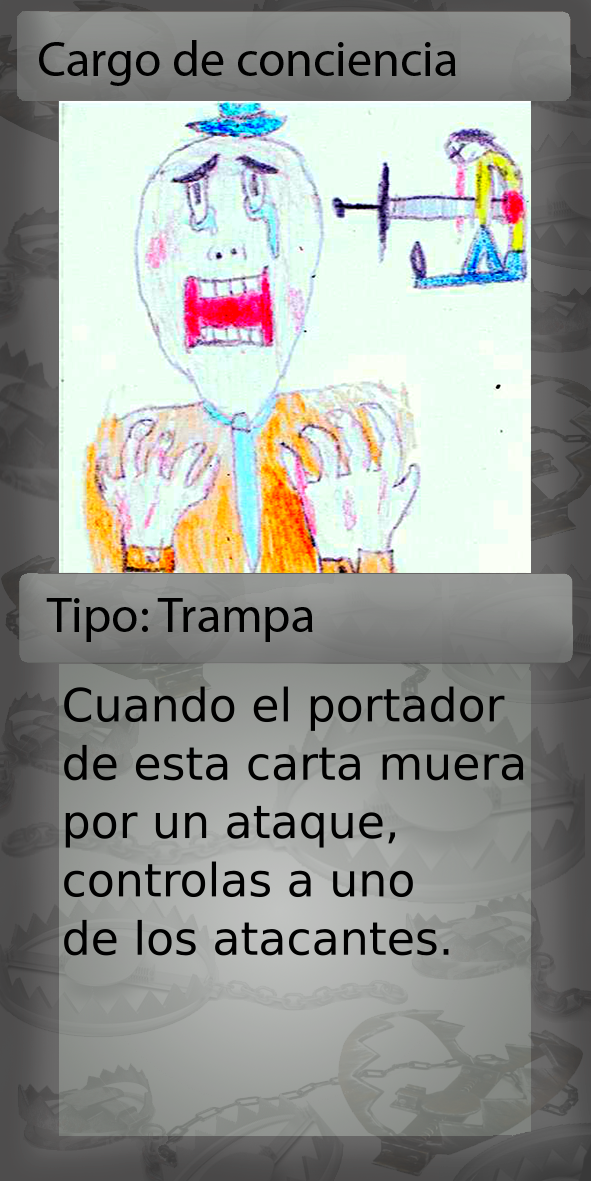 Cargo de conciencia
Tipo: Trampa
Cuando el portador
de esta carta muera
por un ataque,
controlas a uno
de los atacantes.